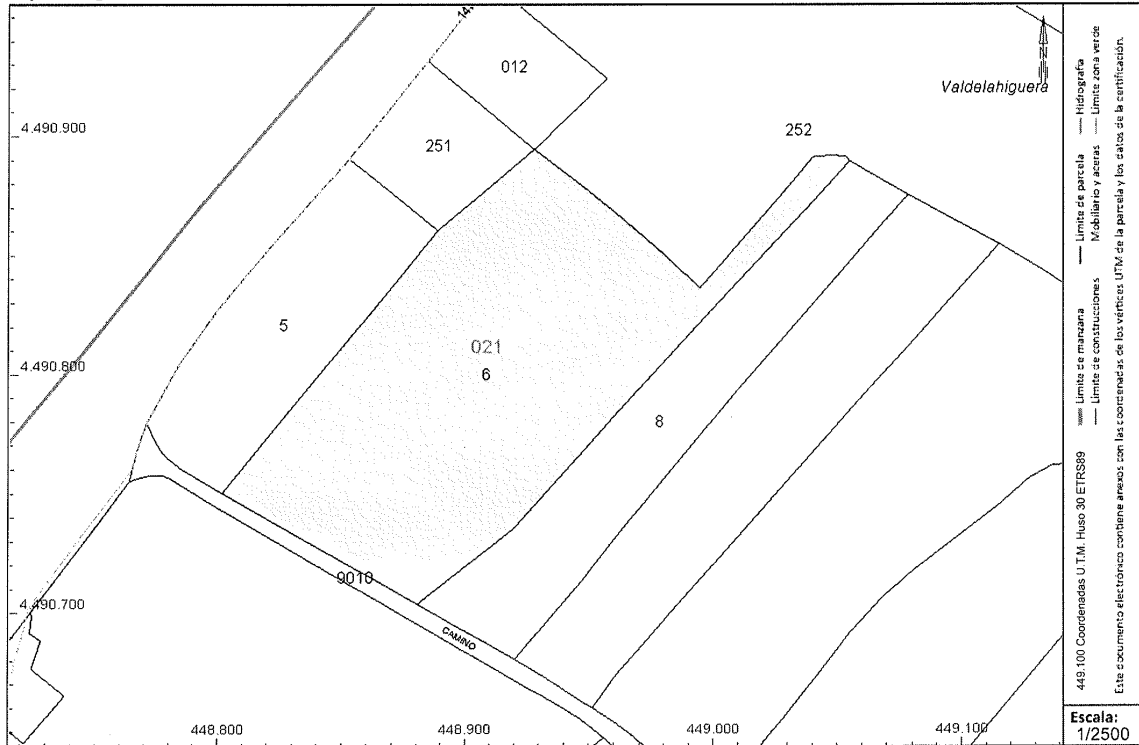 012
Valdelahiguera
4.490.900
252
251
5
021
6
4.490.800
8
9010
4.490.700
CAMINO
448.800
448.900
449.000
449.100
449.100 Coordenadas U.T.M. Huso 30 ETRS89
Límite de manzana
Límite de parcela
Hidrografía
Límite de construcciones
Mobiliario y aceras
Límite zona verde
Este documento electrónico contiene anexos con las coordenadas de los vértices UTM de la parcela y los datos de la certificación.
Escala:
1/2500